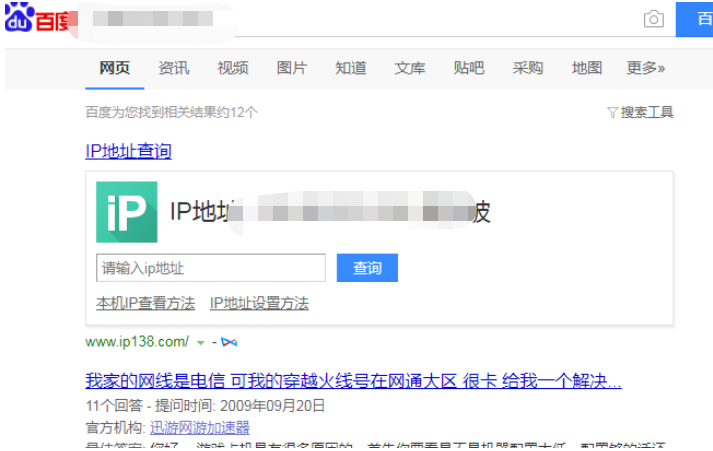 百度
百
网页 资讯 视频 图片 知道 文库 贴吧 采购 地图 更多»
百度为您找到相关结果约12个 搜索工具
IP地址查询
iP IP地址 波
请输入ip地址 查询
本机IP查看方法 IP地址设置方法
www.ip138.com/ -
我家的网线是电信 可我的穿越火线号在网通大区 很卡 给我一个解决...
11个回答 - 提问时间: 2009年09月20日
官方机构: 迅游网游加速器